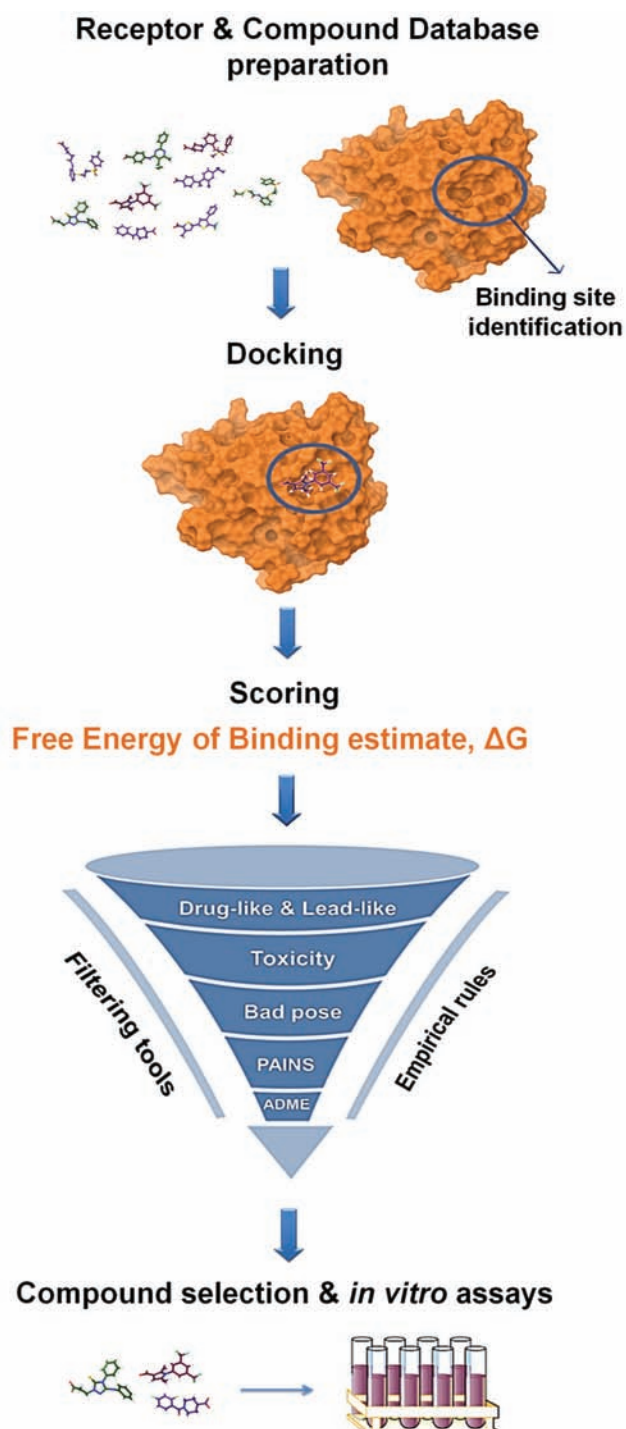 Receptor & Compound Database
preparation
Binding site
identification
Docking
Scoring
Free Energy of Binding estimate, ΔG
Drug-like & Lead-like
Toxicity
Bad pose
PAINS
ADME
Filtering tools
Empirical rules
Compound selection & in vitro assays